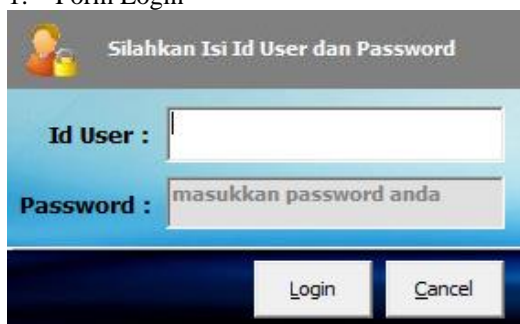 1. Form Login
Silahkan Isi Id User dan Password
Id User :
Password :
masukkan password anda
Login
Cancel